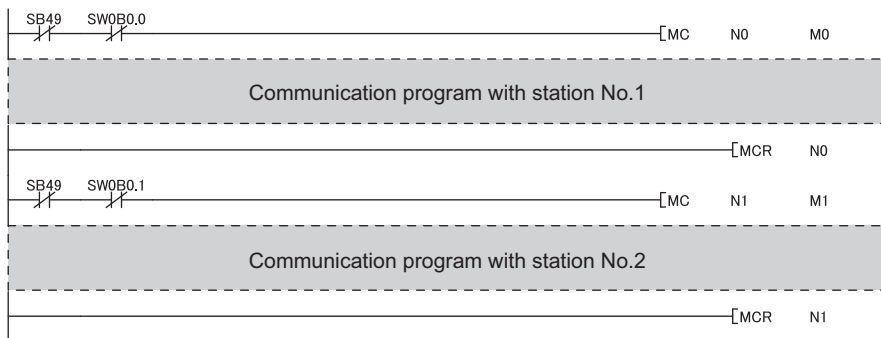 SB49 SW0B0.0
[MC N0 M0
Communication program with station No.1
[MCR N0
SB49 SW0B0.1
[MC N1 M1
Communication program with station No.2
[MCR N1